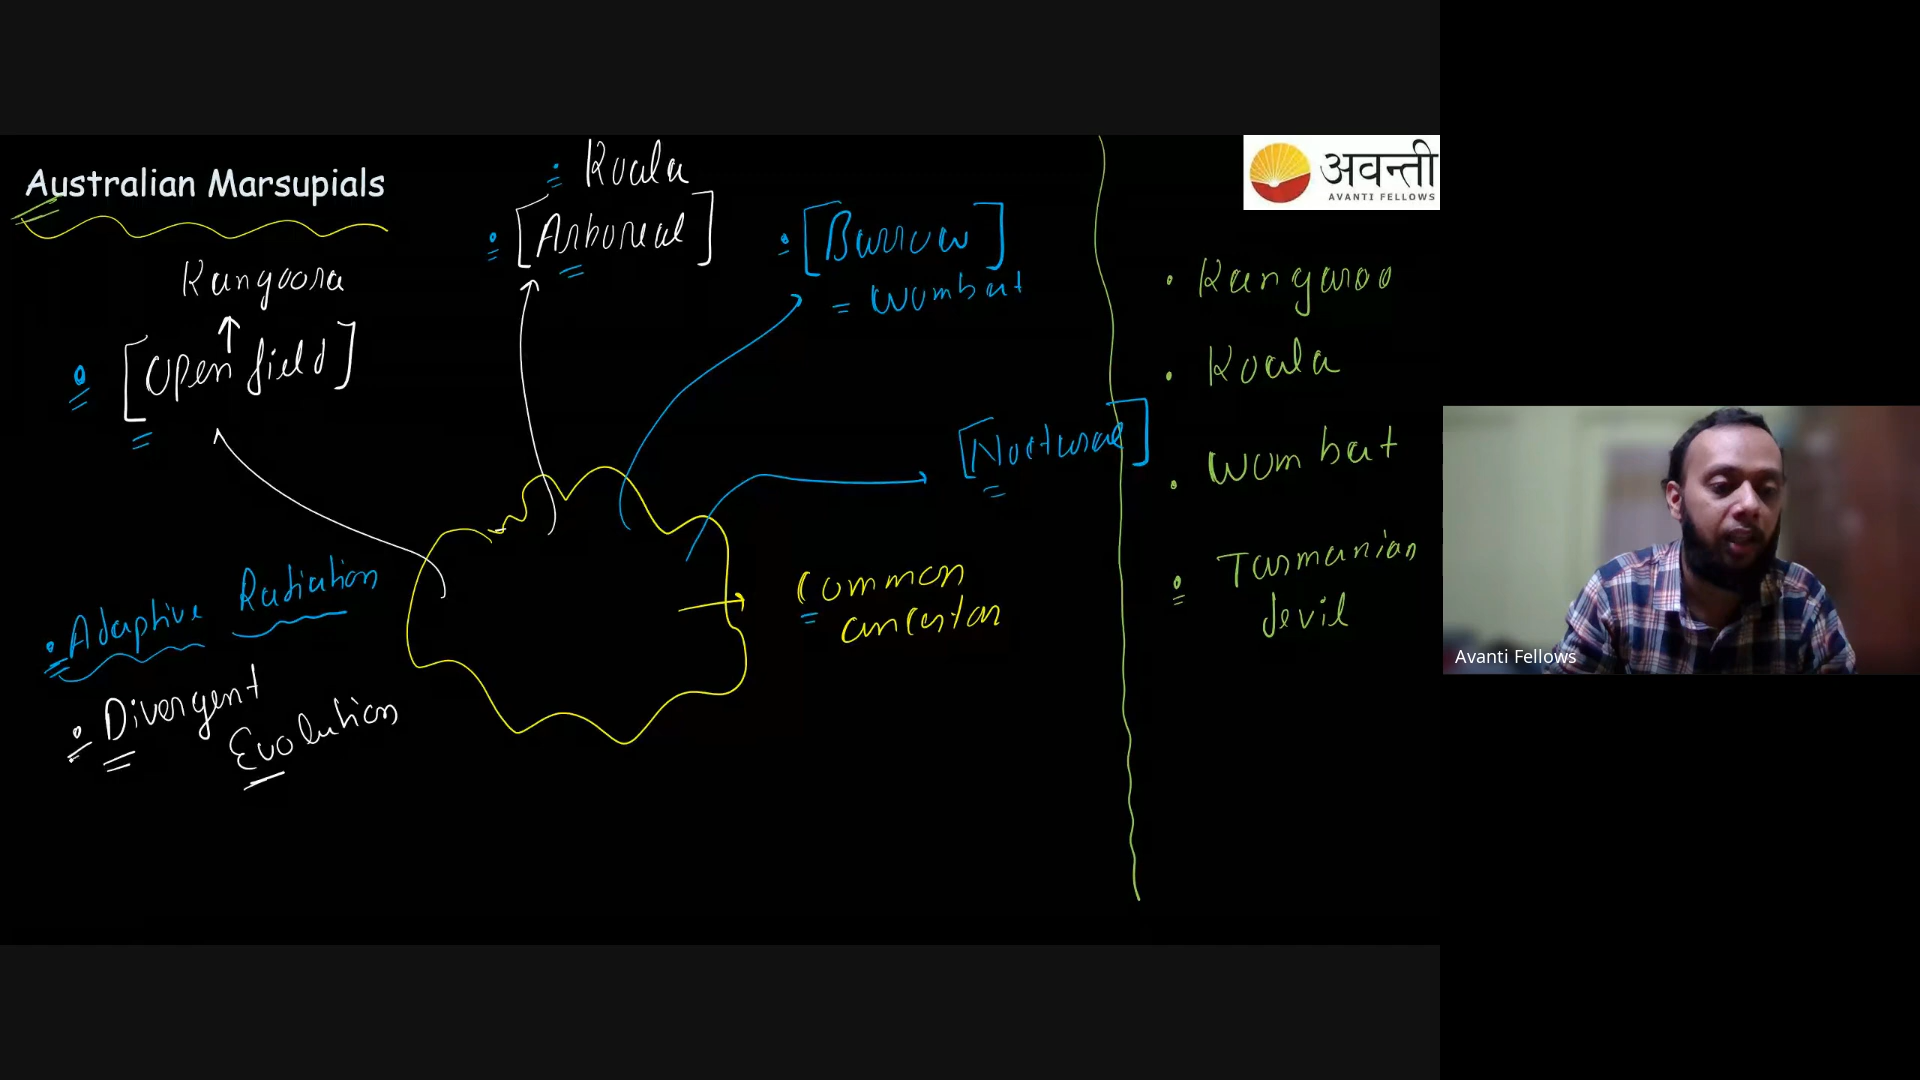 Australian Marsupials
Koala
[Arboreal]
[Burrow]
= Wombat
Kangoora
[Open field]
[Nocturnal]
Common
ancestor
• Adaptive Radiation
• Divergent
Evolution
अवन्ती
AVANTI FELLOWS
• Kangaroo
• Koala
• Wombat
• Tasmanian
devil
Avanti Fellows